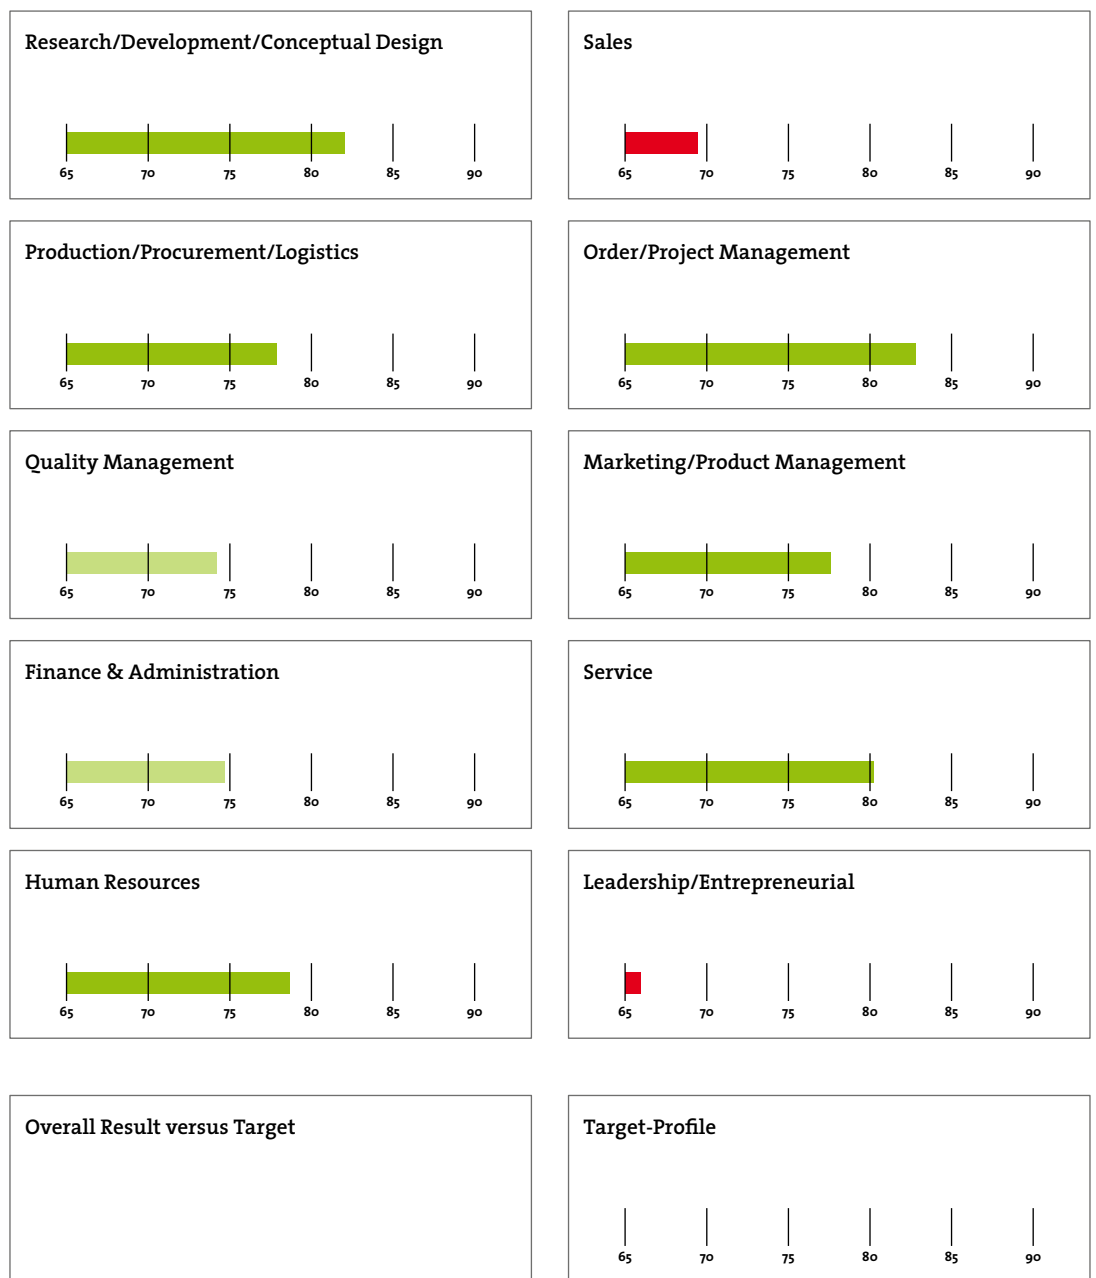 Research/Development/Conceptual Design
65 70 75 80 85 90
Sales
65 70 75 80 85 90
Production/Procurement/Logistics
65 70 75 80 85 90
Order/Project Management
65 70 75 80 85 90
Quality Management
65 70 75 80 85 90
Marketing/Product Management
65 70 75 80 85 90
Finance & Administration
65 70 75 80 85 90
Service
65 70 75 80 85 90
Human Resources
65 70 75 80 85 90
Leadership/Entrepreneurial
65 70 75 80 85 90
Overall Result versus Target
Target-Profile
65 70 75 80 85 90